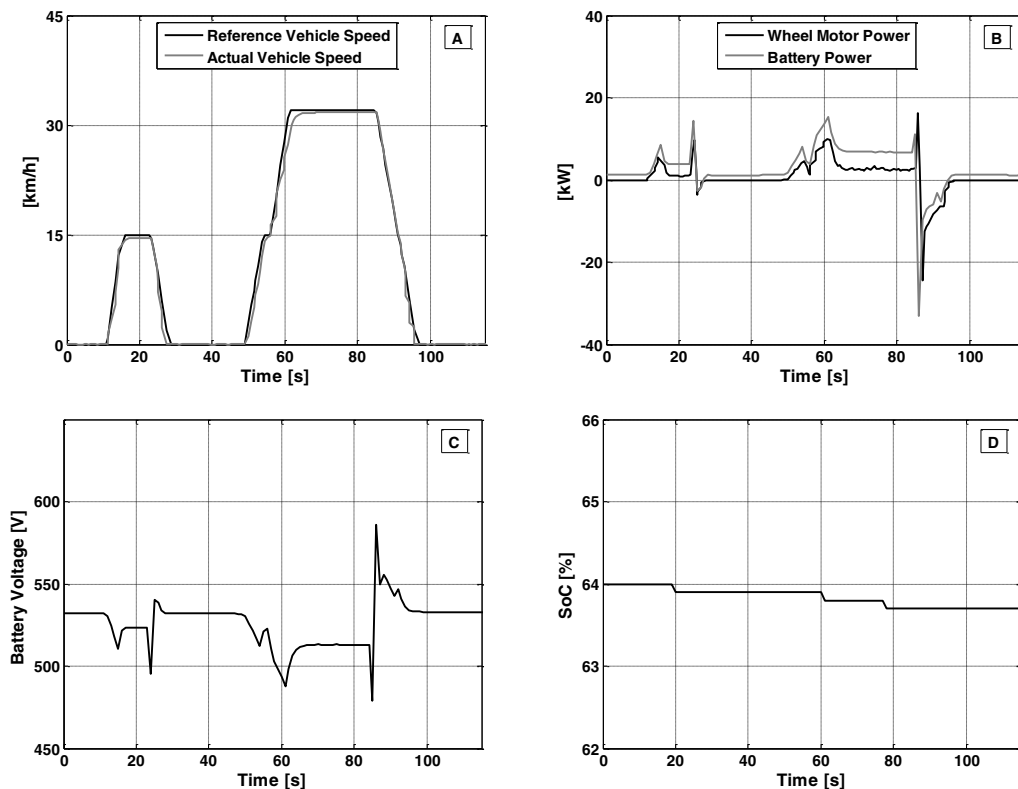 45
30
15
0
[km/h]
Reference Vehicle Speed
Actual Vehicle Speed
A
0 20 40 60 80 100
Time [s]
40
20
0
-20
-40
[kW]
Wheel Motor Power
Battery Power
B
0 20 40 60 80 100
Time [s]
600
550
500
450
Battery Voltage [V]
C
0 20 40 60 80 100
Time [s]
66
65
64
63
62
SoC [%]
D
0 20 40 60 80 100
Time [s]